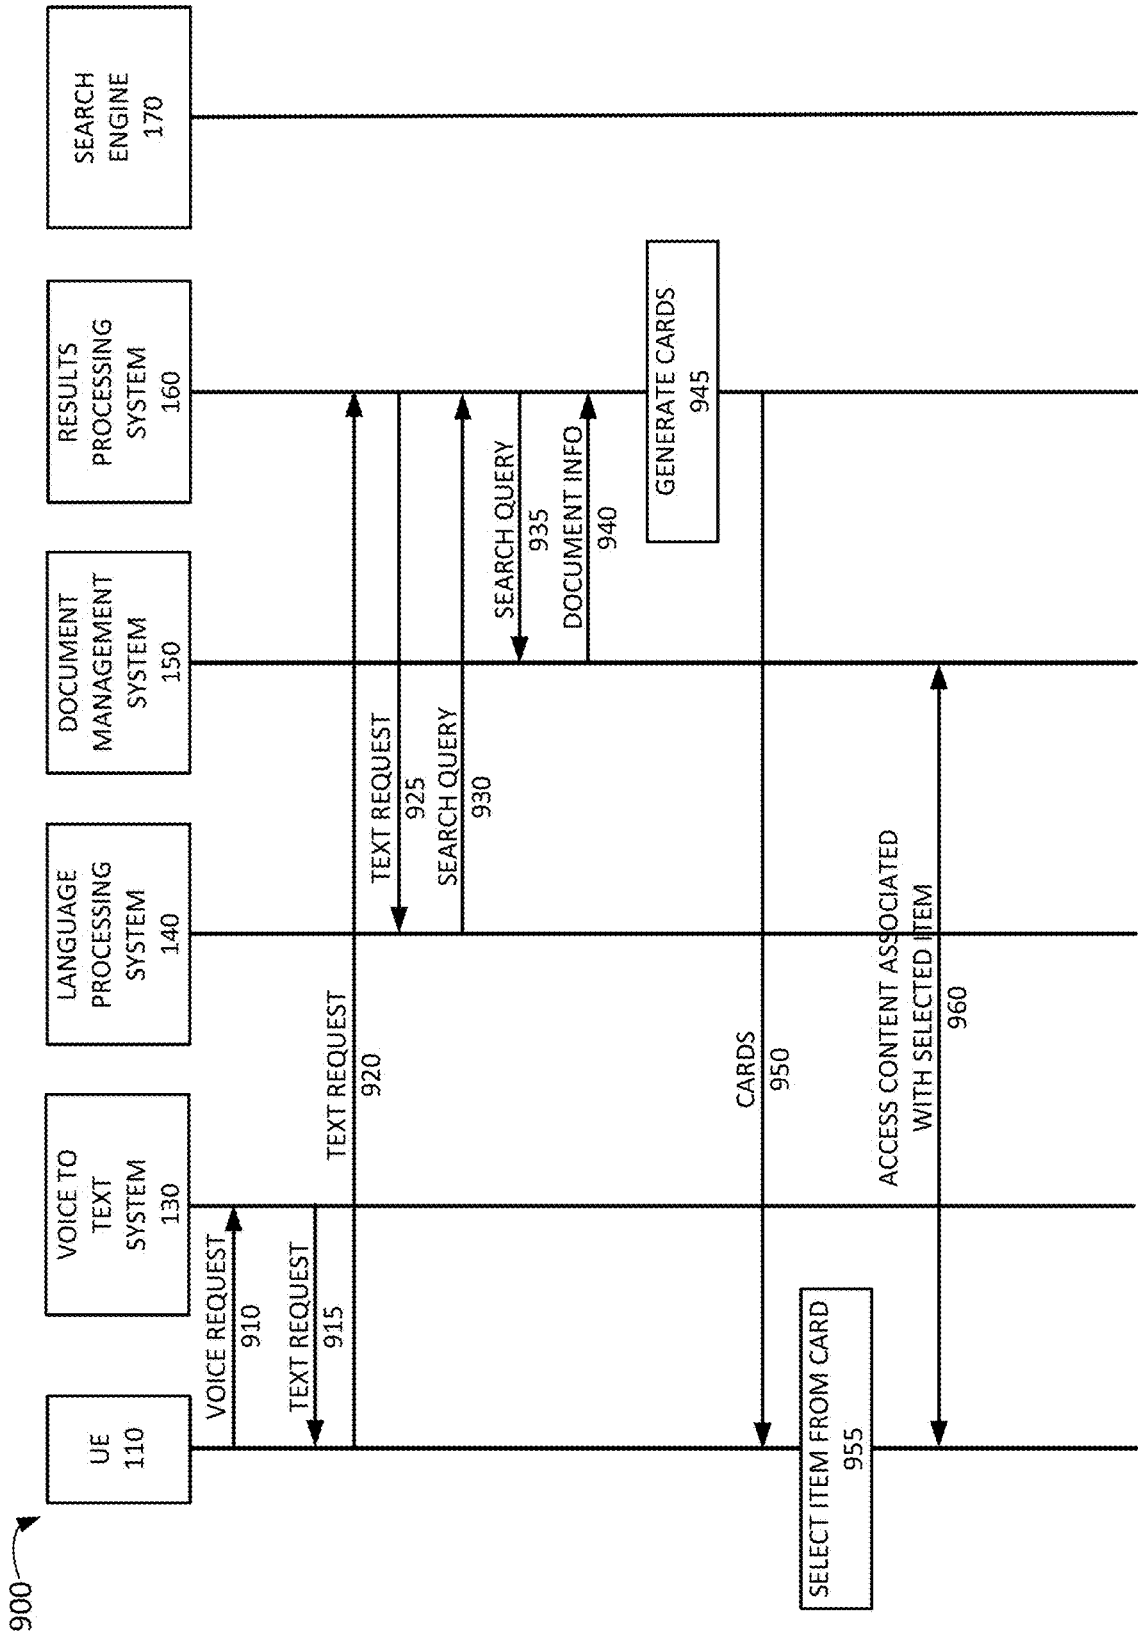 900
UE
110
VOICE TO
TEXT
SYSTEM
130
LANGUAGE
PROCESSING
SYSTEM
140
DOCUMENT
MANAGEMENT
SYSTEM
150
RESULTS
PROCESSING
SYSTEM
160
SEARCH
ENGINE
170
VOICE REQUEST
910
TEXT REQUEST
915
TEXT REQUEST
920
TEXT REQUEST
925
SEARCH QUERY
930
SEARCH QUERY
935
DOCUMENT INFO
940
GENERATE CARDS
945
CARDS
950
SELECT ITEM FROM CARD
955
ACCESS CONTENT ASSOCIATED
WITH SELECTED ITEM
960